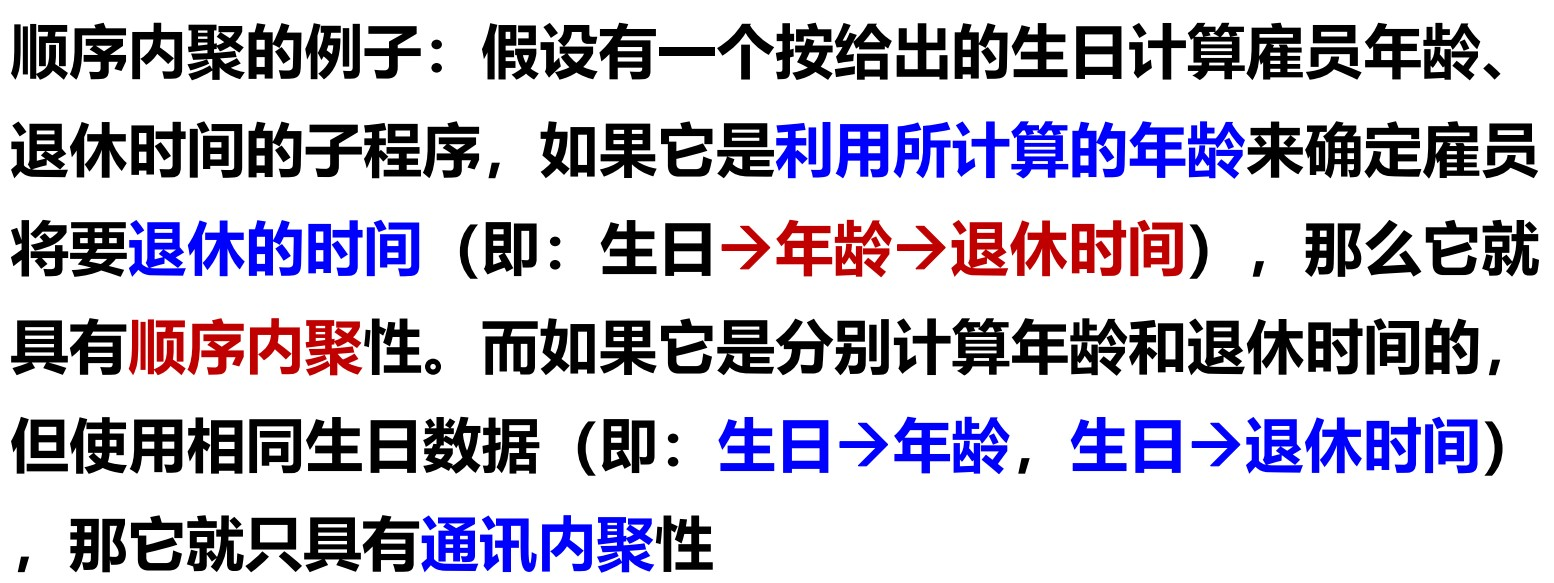 顺序内聚的例子：假设有一个按给出的生日计算雇员年龄、
退休时间的子程序，如果它是利用所计算的年龄来确定雇员
将要退休的时间（即：生日→年龄→退休时间），那么它就
具有顺序内聚性。而如果它是分别计算年龄和退休时间的，
但使用相同生日数据（即：生日→年龄，生日→退休时间）
，那它就只具有通讯内聚性